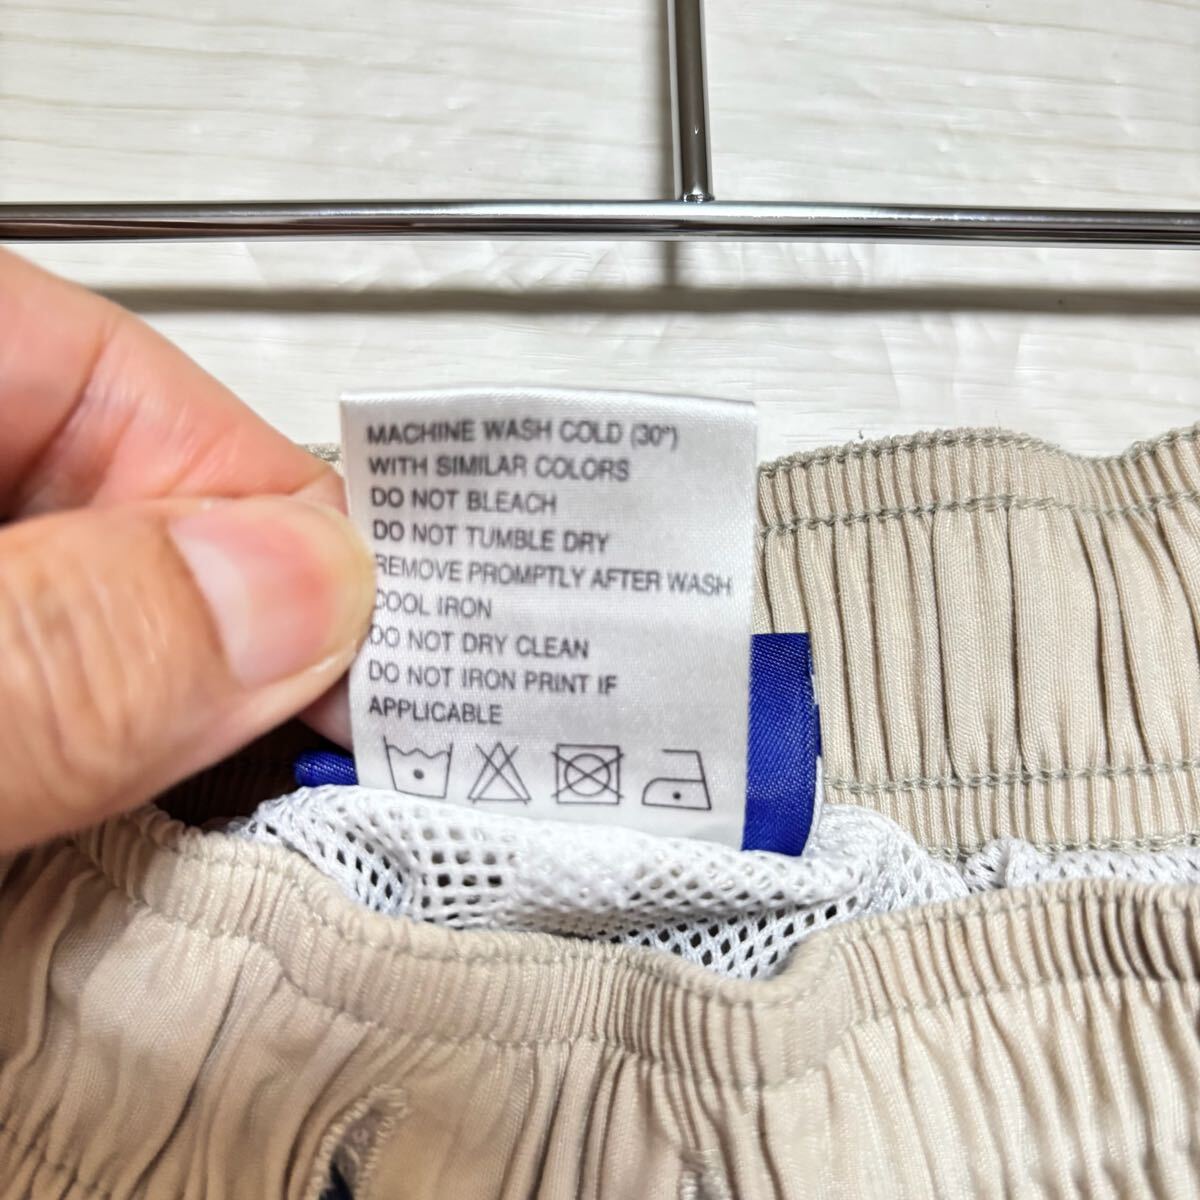 MACHINE WASH COLD (30°)
WITH SIMILAR COLORS
DO NOT BLEACH
DO NOT TUMBLE DRY
REMOVE PROMPTLY AFTER WASH
COOL IRON
DO NOT DRY CLEAN
DO NOT IRON PRINT IF
APPLICABLE